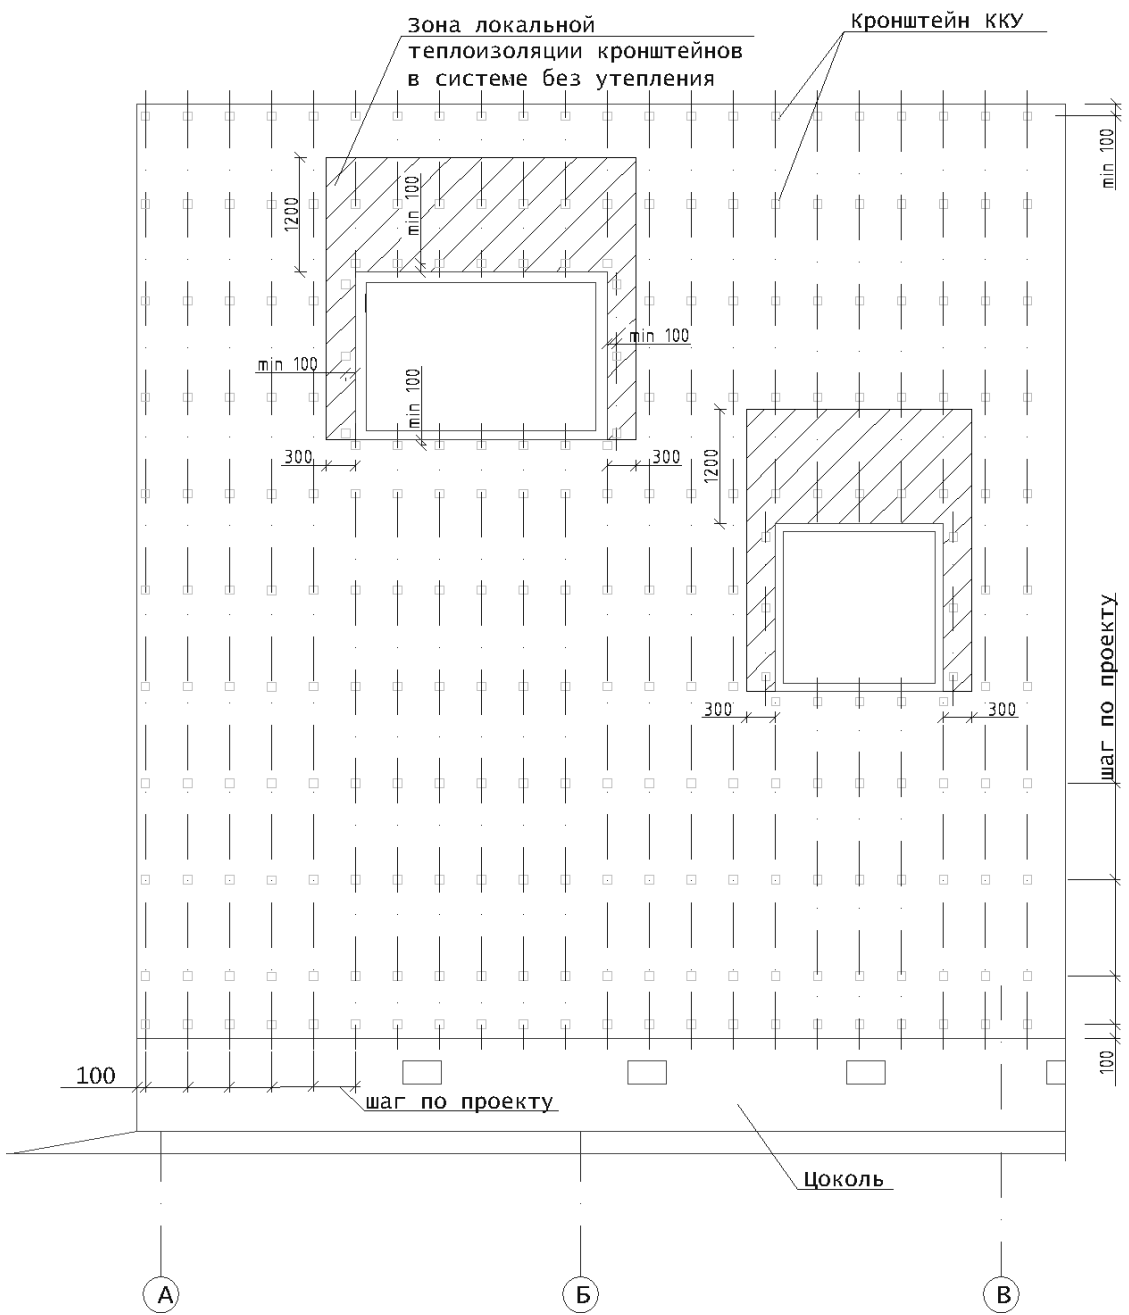 Зона локальной
теплоизоляции кронштейнов
в системе без утепления
Кронштейн ККУ
min 100
1200
min 100
min 100
min 100
min 100
300
300
1200
300
300
шаг по проекту
100
100
шаг по проекту
Цоколь
А
Б
В